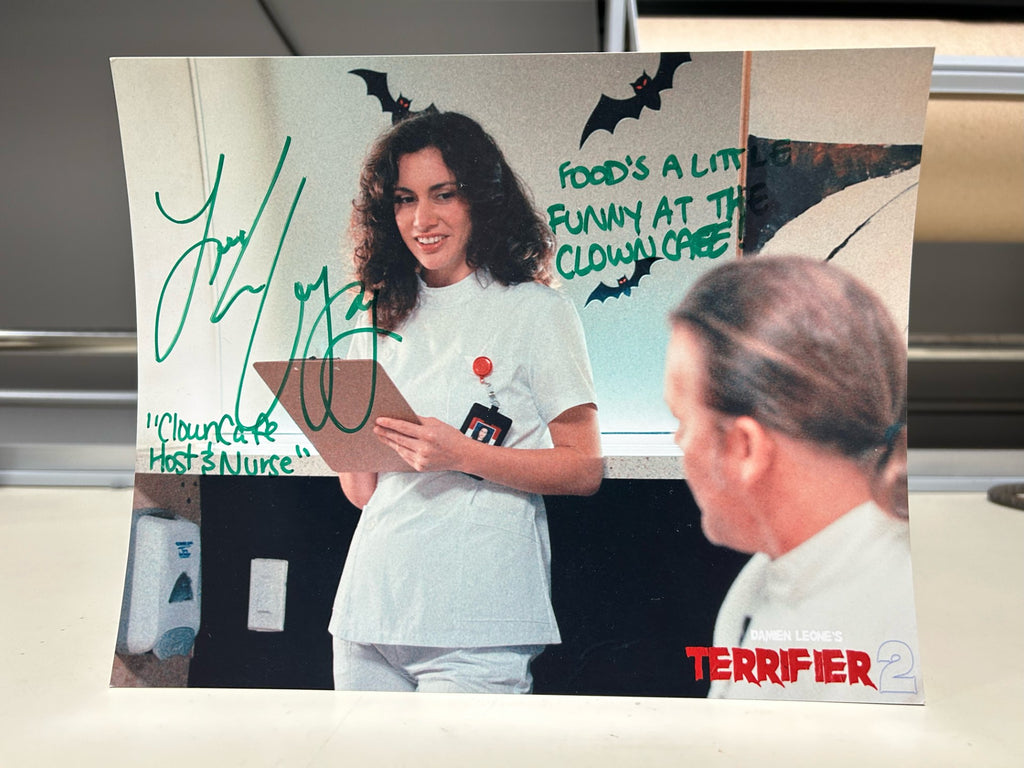 FOOD'S A LITTLE
FUNNY AT THE
CLOWN CAFE
"Clown Cafe
Host & Nurse"
DAMIEN LEONE'S
TERRIFIER 2